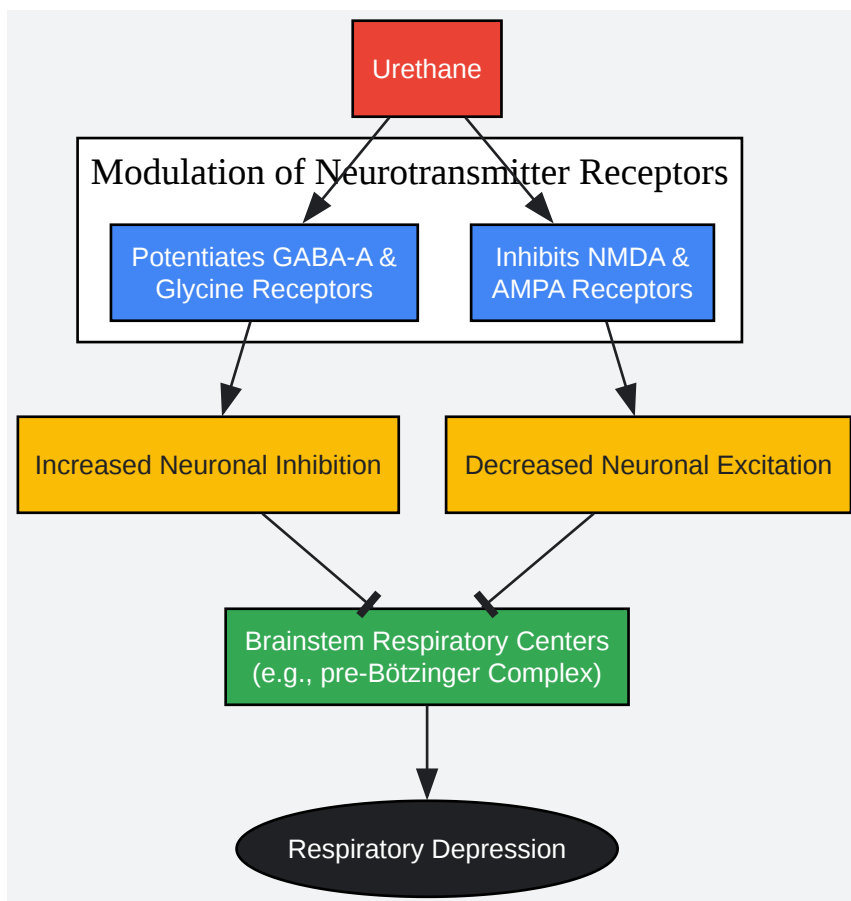 Urethane
Modulation of Neurotransmitter Receptors
Potentiates GABA-A &
Glycine Receptors
Inhibits NMDA &
AMPA Receptors
Increased Neuronal Inhibition
Decreased Neuronal Excitation
Brainstem Respiratory Centers
(e.g., pre-Bötzinger Complex)
Respiratory Depression